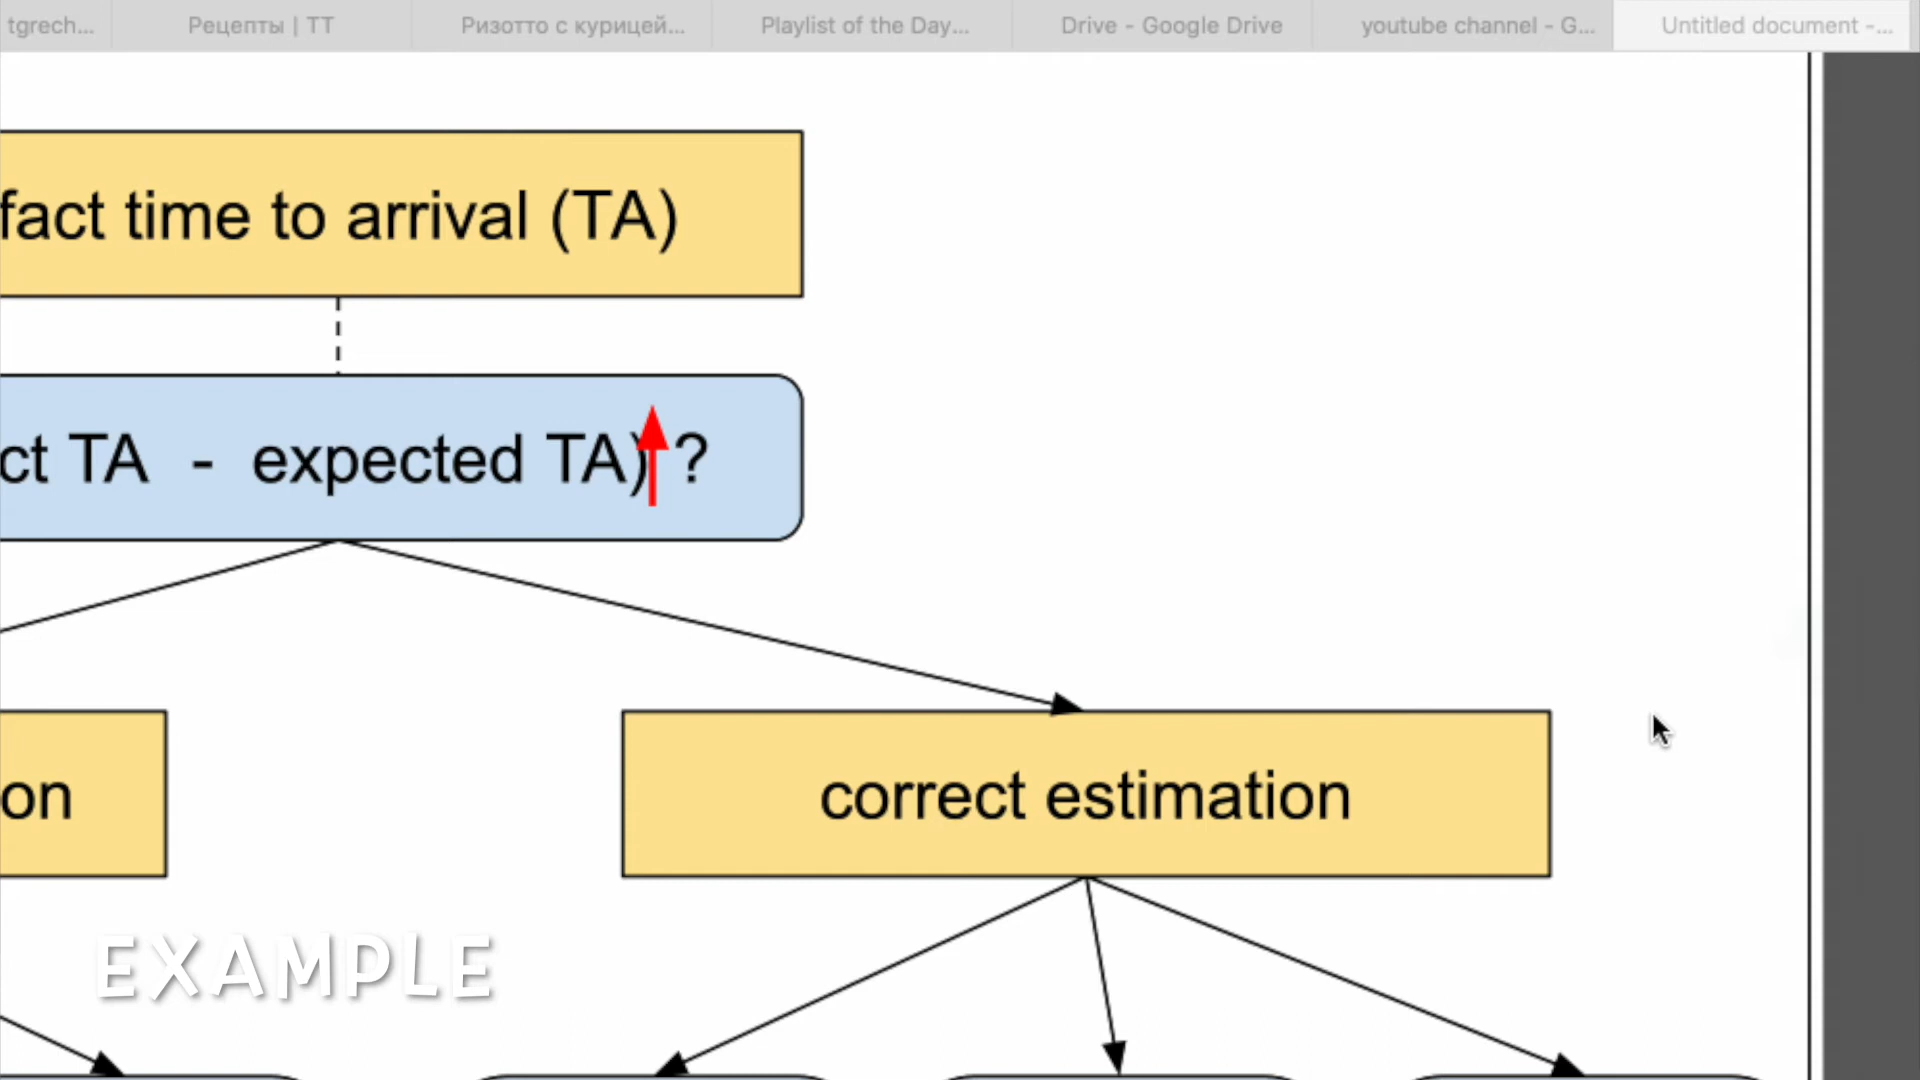 tgrech...
Рецепты | ТТ
Ризотто с курицей...
Playlist of the Day...
Drive - Google Drive
youtube channel - G...
Untitled document -...
fact time to arrival (TA)
ct TA - expected TA) ?
on
correct estimation
EXAMPLE